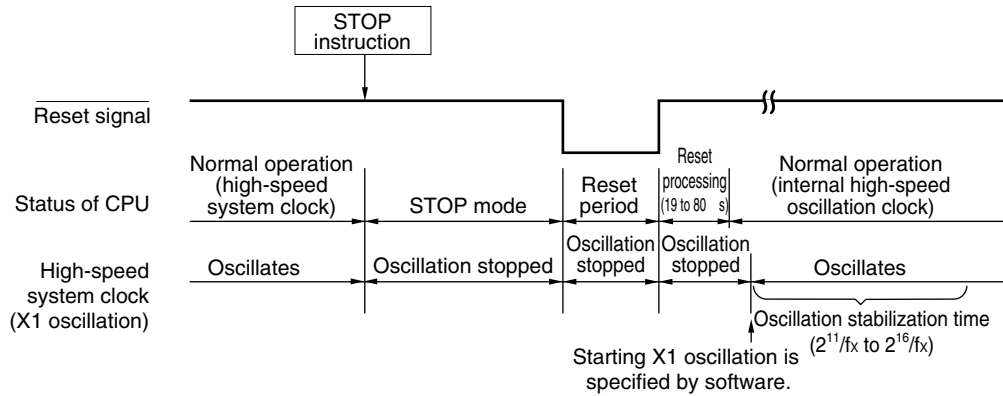 STOP
instruction
Reset signal
Normal operation
(high-speed
system clock)
Status of CPU
STOP mode
Reset
period
Reset
processing
(19 to 80 s)
Normal operation
(internal high-speed
oscillation clock)
High-speed
system clock
(X1 oscillation)
Oscillates
Oscillation stopped
Oscillation
stopped
Oscillation
stopped
Oscillates
Oscillation stabilization time
(2¹¹/fx to 2¹⁶/fx)
Starting X1 oscillation is
specified by software.